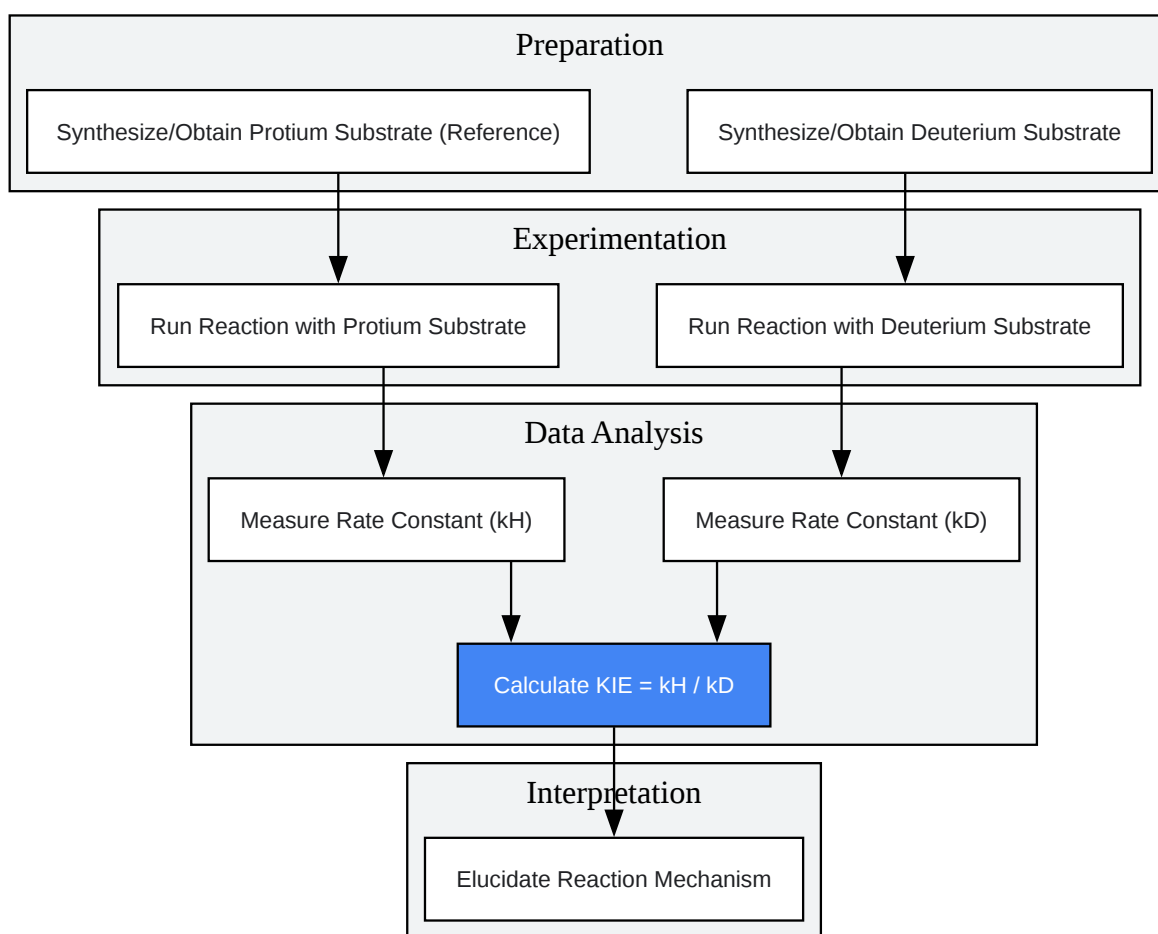 Preparation
Synthesize/Obtain Protium Substrate (Reference)
Synthesize/Obtain Deuterium Substrate
Experimentation
Run Reaction with Protium Substrate
Run Reaction with Deuterium Substrate
Data Analysis
Measure Rate Constant (kH)
Measure Rate Constant (kD)
Calculate KIE = kH / kD
Interpretation
Elucidate Reaction Mechanism